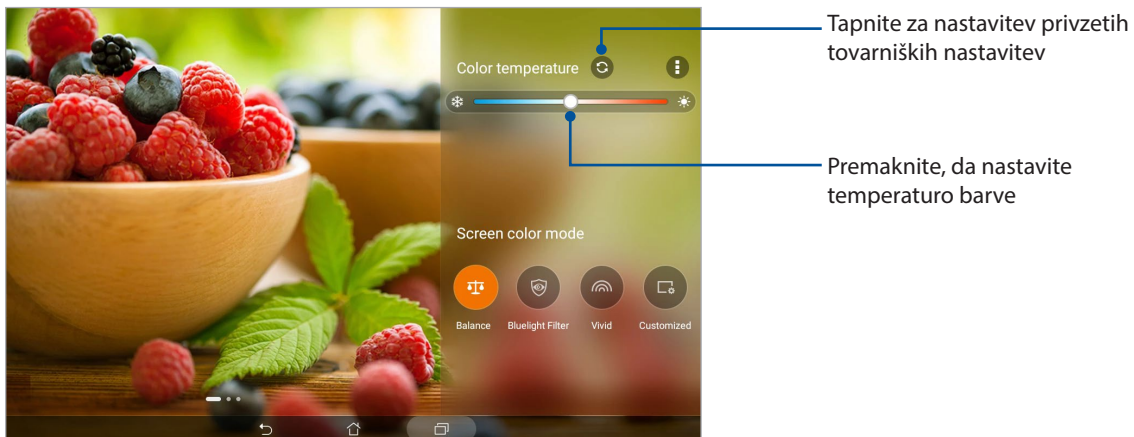 Tapnite za nastavitev privzetih
tovarniških nastavitev
Color temperature
Premaknite, da nastavite
temperaturo barve
Screen color mode
Balance
Bluelight Filter
Vivid
Customized